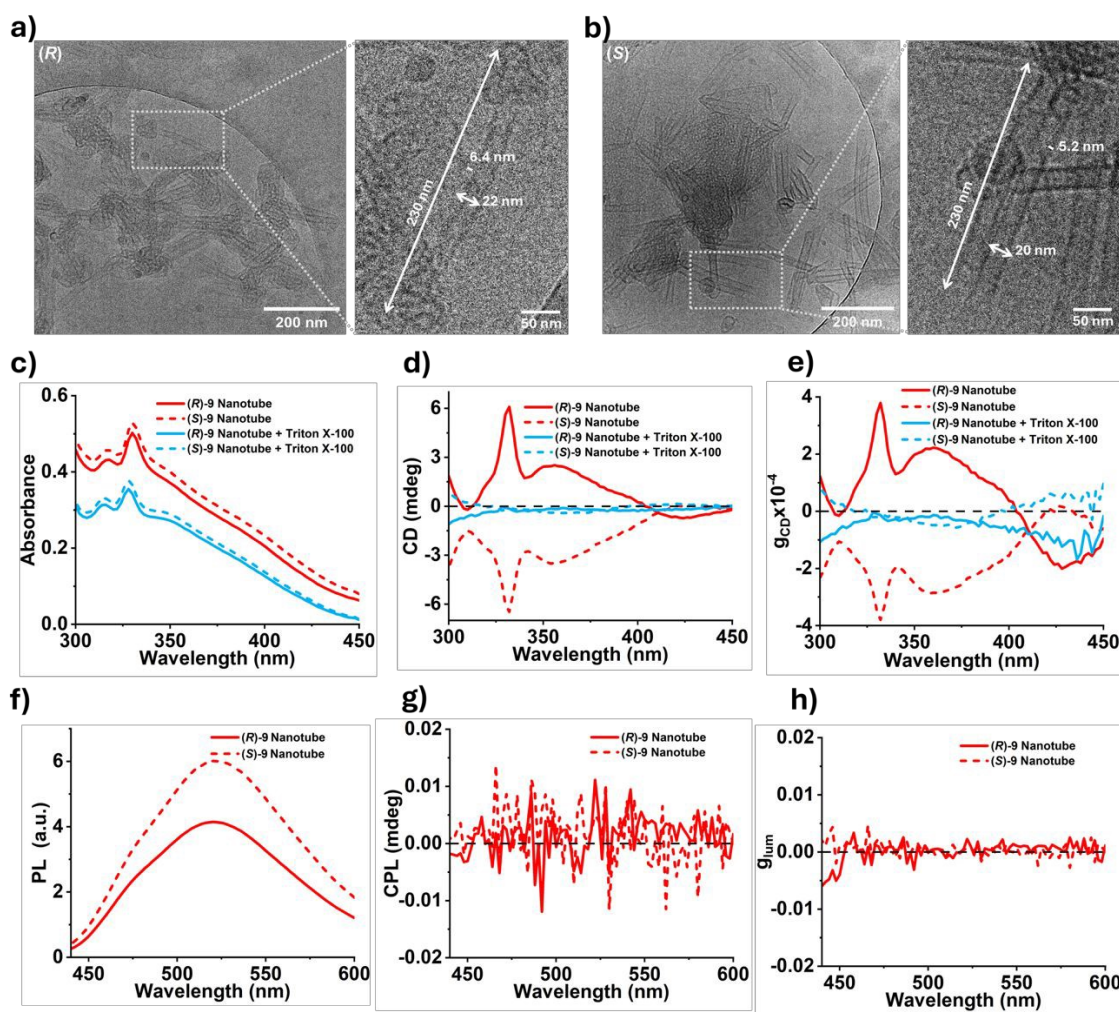 a)
(R)
230 nm
6.4 nm
22 nm
200 nm
50 nm
b)
(S)
230 nm
5.2 nm
20 nm
200 nm
50 nm
c)
(R)-9 Nanotube
(S)-9 Nanotube
(R)-9 Nanotube + Triton X-100
(S)-9 Nanotube + Triton X-100
Absorbance
0.6
0.4
0.2
0.0
300 350 400 450
Wavelength (nm)
d)
(R)-9 Nanotube
(S)-9 Nanotube
(R)-9 Nanotube + Triton X-100
(S)-9 Nanotube + Triton X-100
CD (mdeg)
6
3
0
-3
-6
300 350 400 450
Wavelength (nm)
e)
(R)-9 Nanotube
(S)-9 Nanotube
(R)-9 Nanotube + Triton X-100
(S)-9 Nanotube + Triton X-100
gCDx10-4
4
2
0
-2
-4
300 350 400 450
Wavelength (nm)
f)
(R)-9 Nanotube
(S)-9 Nanotube
PL (a.u.)
6
4
2
0
450 500 550 600
Wavelength (nm)
g)
(R)-9 Nanotube
(S)-9 Nanotube
CPL (mdeg)
0.02
0.01
0.00
-0.01
-0.02
450 500 550 600
Wavelength (nm)
h)
(R)-9 Nanotube
(S)-9 Nanotube
glum
0.02
0.01
0.00
-0.01
-0.02
450 500 550 600
Wavelength (nm)